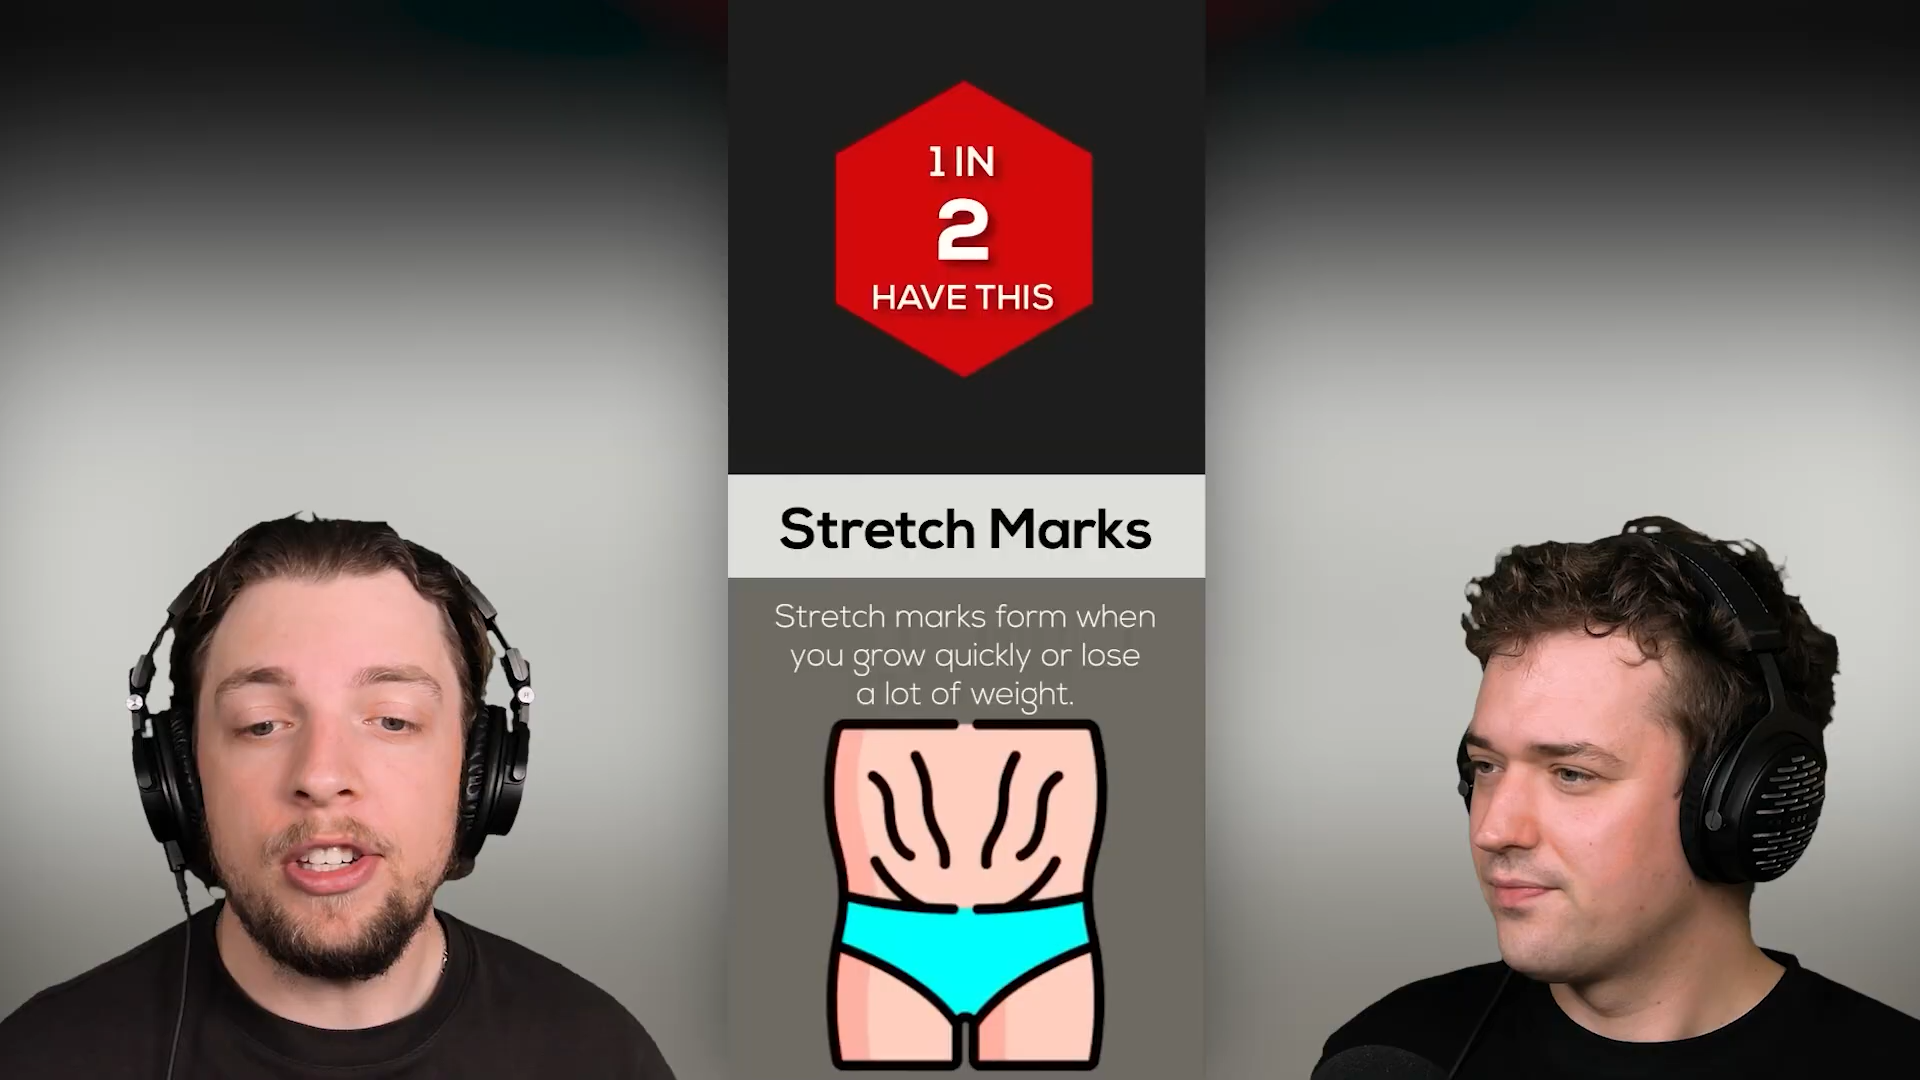 1 IN
2
HAVE THIS
Stretch Marks
Stretch marks form when
you grow quickly or lose
a lot of weight.